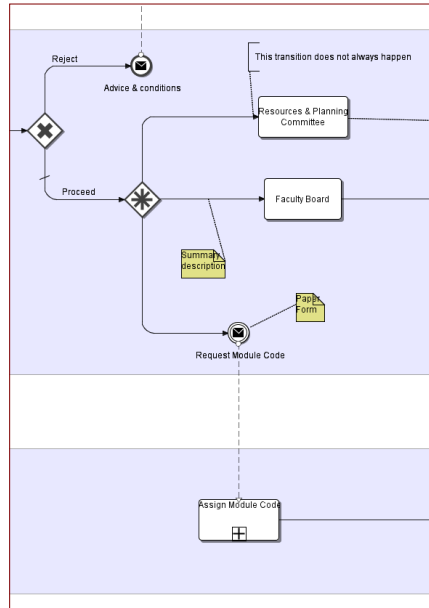 Reject
Advice & conditions
This transition does not always happen
Resources & Planning
Committee
Proceed
Faculty Board
Summary
description
Paper
Form
Request Module Code
Assign Module Code